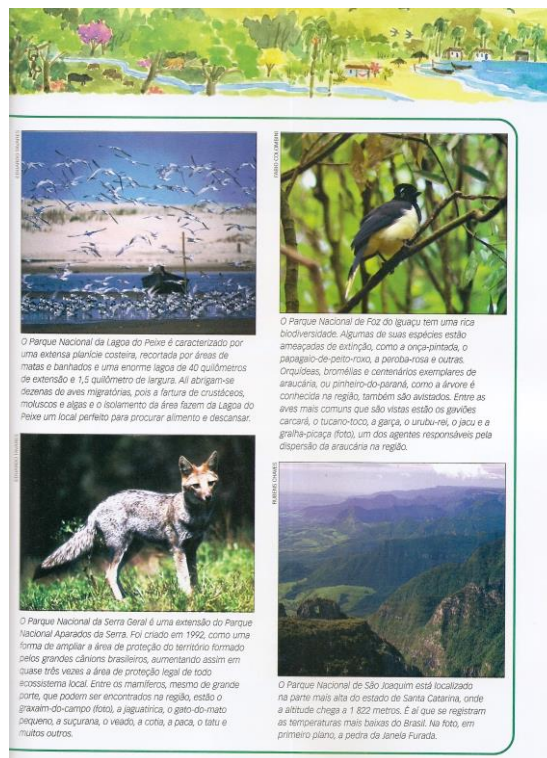 EDUARDO TAVARES
O Parque Nacional da Lagoa do Peixe é caracterizado por
uma extensa planície costeira, recortada por áreas de
matas e banhados e uma enorme lagoa de 40 quilômetros
de extensão e 1,5 quilômetro de largura. Ali abrigam-se
dezenas de aves migratórias, pois a fartura de crustáceos,
moluscos e algas e o isolamento da área fazem da Lagoa do
Peixe um local perfeito para procurar alimento e descansar.
EDUARDO TAVARES
O Parque Nacional da Serra Geral é uma extensão do Parque
Nacional Aparados da Serra. Foi criado em 1992, como uma
forma de ampliar a área de proteção do território formado
pelos grandes cânions brasileiros, aumentando assim em
quase três vezes a área de proteção legal de todo
ecossistema local. Entre os mamíferos, mesmo de grande
porte, que podem ser encontrados na região, estão o
graxaim-do-campo (foto), a jaguatirica, o gato-do-mato
pequeno, a suçurana, o veado, a cotia, a paca, o tatu e
muitos outros.
FABIO COLOMBINI
O Parque Nacional de Foz do Iguaçu tem uma rica
biodiversidade. Algumas de suas espécies estão
ameaçadas de extinção, como a onça-pintada, o
papagaio-de-peito-roxo, a peroba-rosa e outras.
Orquídeas, bromélias e centenários exemplares de
araucária, ou pinheiro-do-paraná, como a árvore é
conhecida na região, também são avistados. Entre as
aves mais comuns que são vistas estão os gaviões
carcará, o tucano-toco, a garça, o urubu-rei, o jacu e a
gralha-picaça (foto), um dos agentes responsáveis pela
dispersão da araucária na região.
RUBENS CHAVES
O Parque Nacional de São Joaquim está localizado
na parte mais alta do estado de Santa Catarina, onde
a altitude chega a 1 822 metros. É aí que se registram
as temperaturas mais baixas do Brasil. Na foto, em
primeiro plano, a pedra da Janela Furada.